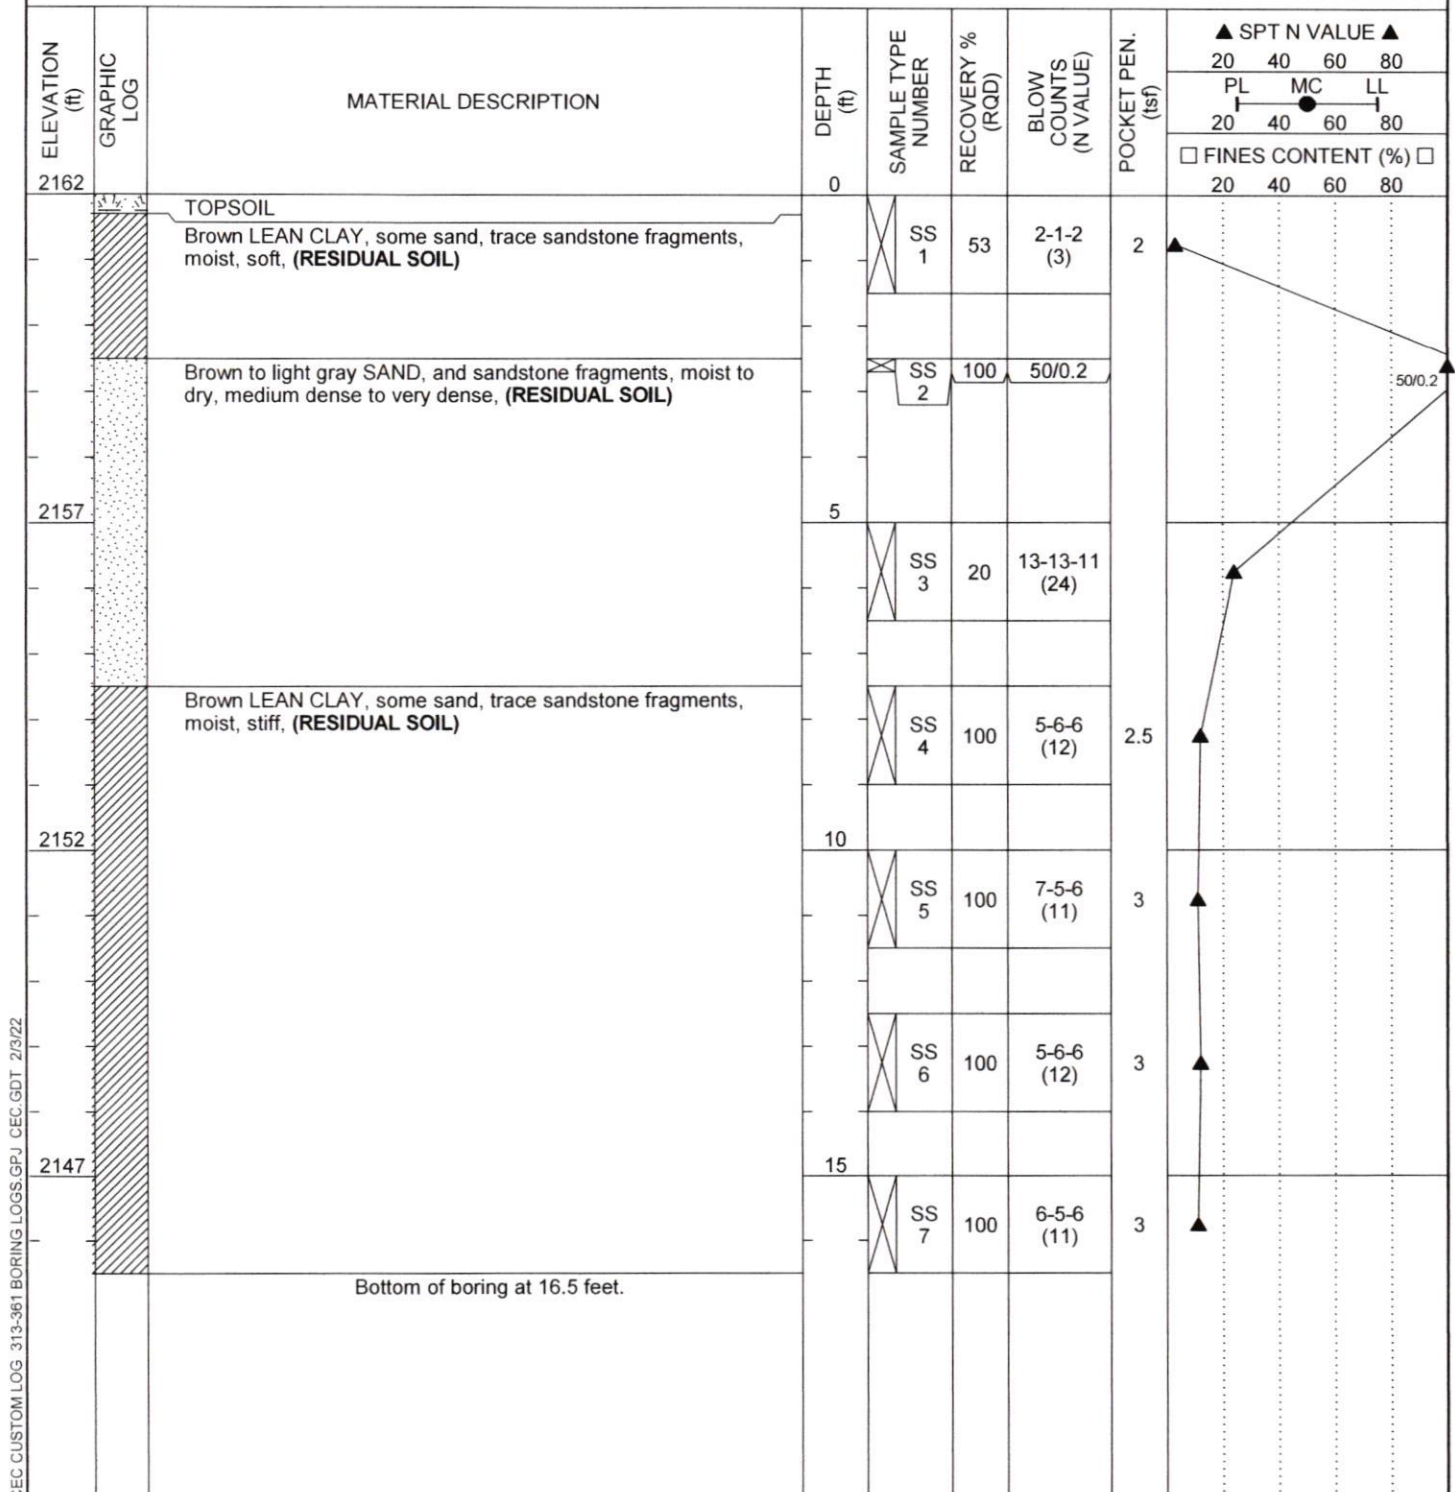 ELEVATION
(ft)
GRAPHIC
LOG
MATERIAL DESCRIPTION
DEPTH
(ft)
SAMPLE TYPE
NUMBER
RECOVERY %
(RQD)
BLOW
COUNTS
(N VALUE)
POCKET PEN.
(tsf)
▲ SPT N VALUE ▲
20 40 60 80
PL MC LL
20 40 60 80
□ FINES CONTENT (%) □
20 40 60 80
2162
0
TOPSOIL
Brown LEAN CLAY, some sand, trace sandstone fragments,
moist, soft, (RESIDUAL SOIL)
SS
1
53
2-1-2
(3)
2
Brown to light gray SAND, and sandstone fragments, moist to
dry, medium dense to very dense, (RESIDUAL SOIL)
SS
2
100
50/0.2
50/0.2
2157
5
SS
3
20
13-13-11
(24)
Brown LEAN CLAY, some sand, trace sandstone fragments,
moist, stiff, (RESIDUAL SOIL)
SS
4
100
5-6-6
(12)
2.5
2152
10
SS
5
100
7-5-6
(11)
3
SS
6
100
5-6-6
(12)
3
2147
15
SS
7
100
6-5-6
(11)
3
Bottom of boring at 16.5 feet.
CEC CUSTOM LOG 313-361 BORING LOGS.GPJ CEC.GDT 2/3/22